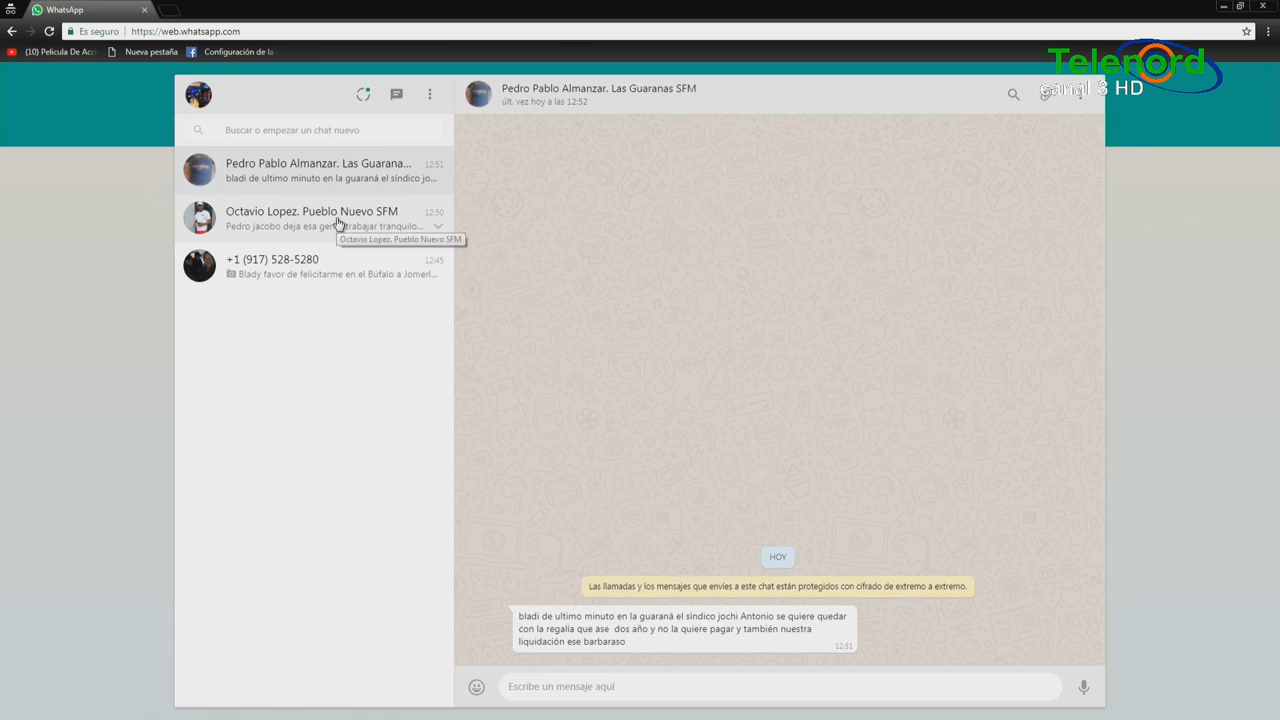 WhatsApp
Es seguro
https://web.whatsapp.com
(10) Pelicula De Acci
Nueva pestaña
Configuración de la
Telenord
canal 8 HD
Buscar o empezar un chat nuevo
Pedro Pablo Almanzar. Las Guarana...
12:51
bladi de ultimo minuto en la guaraná el síndico jo...
Octavio Lopez. Pueblo Nuevo SFM
12:50
Pedro jacobo deja esa gen trabajar tranquilo...
Octavio Lopez. Pueblo Nuevo SFM
+1 (917) 528-5280
12:45
Blady favor de felicitarme en el Búfalo a Jomerl...
Pedro Pablo Almanzar. Las Guaranas SFM
últ. vez hoy a las 12:52
HOY
Las llamadas y los mensajes que envíes a este chat están protegidos con cifrado de extremo a extremo.
bladi de ultimo minuto en la guaraná el síndico jochi Antonio se quiere quedar
con la regalía que ase dos año y no la quiere pagar y también nuestra
liquidación ese barbaraso
12:51
Escribe un mensaje aquí